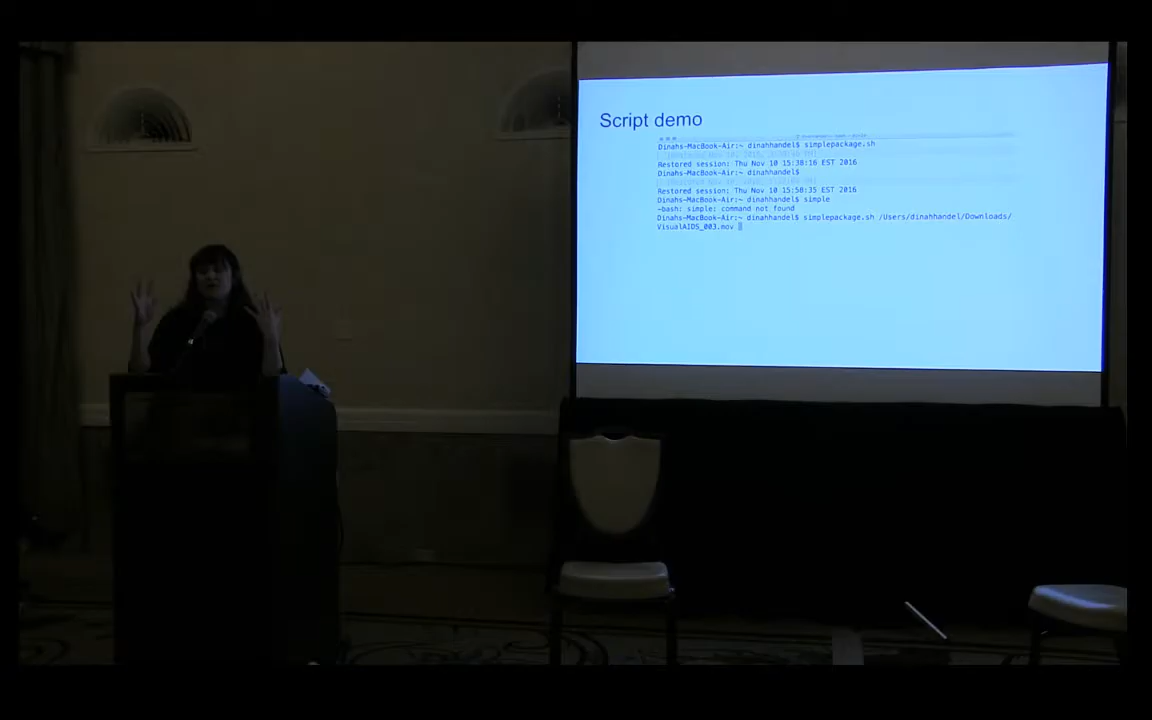 Script demo
Dinahs-MacBook-Air:~ dinahhandel$ simplepackage.sh
Restored session: Thu Nov 10 15:38:16 EST 2016
Dinahs-MacBook-Air:~ dinahhandel$
Restored session: Thu Nov 10 15:58:35 EST 2016
Dinahs-MacBook-Air:~ dinahhandel$ simple
-bash: simple: command not found
Dinahs-MacBook-Air:~ dinahhandel$ simplepackage.sh /Users/dinahhandel/Downloads/
VisualAIDS_003.mov